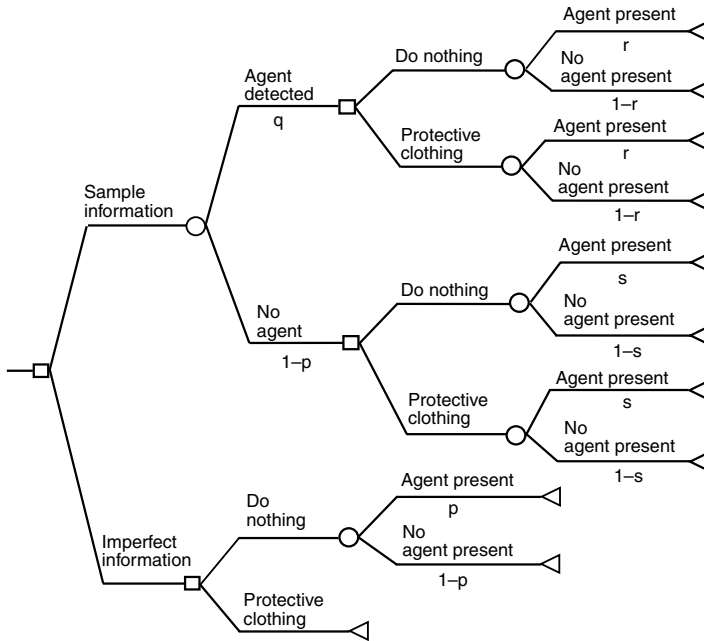 Agent present
r
Do nothing
No
agent present
1–r
Agent
detected
q
Agent present
r
Protective
clothing
No
agent present
1–r
Sample
information
Agent present
s
Do nothing
No
agent present
1–s
No
agent
1–p
Agent present
s
Protective
clothing
No
agent present
1–s
Agent present
p
Do
nothing
No
agent present
1–p
Imperfect
information
Protective
clothing